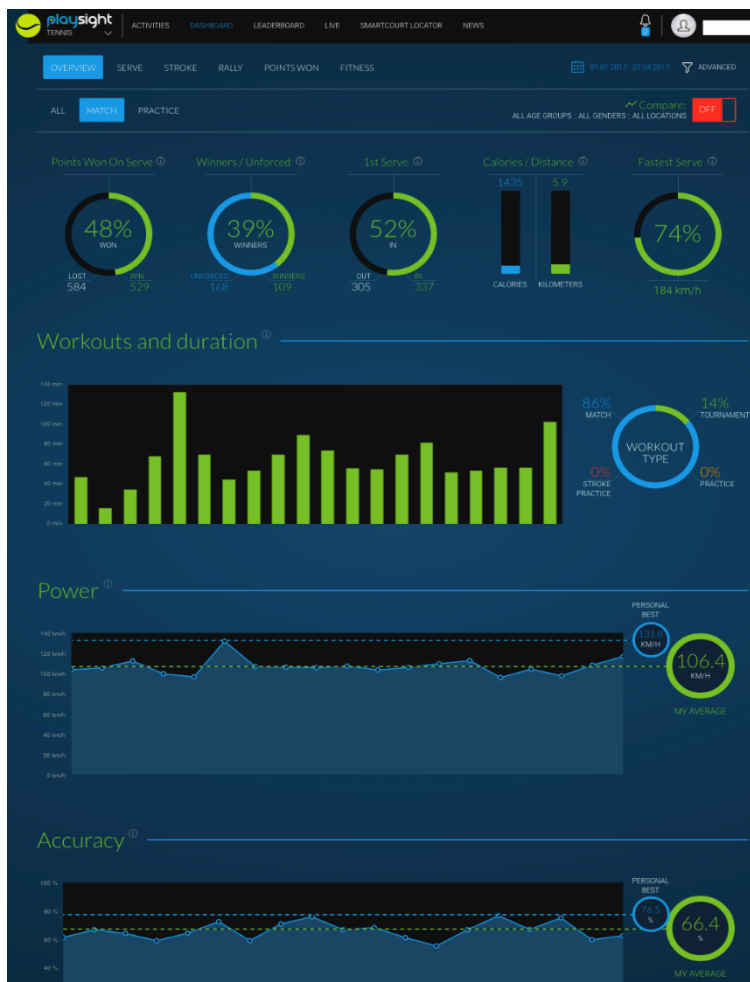 playsight
TENNIS
ACTIVITIES DASHBOARD LEADERBOARD LIVE SMARTCOURT LOCATOR NEWS
0
OVERVIEW SERVE STROKE RALLY POINTS WON FITNESS
01.01.2017 - 07.04.2017 ADVANCED
ALL MATCH PRACTICE
Compare:
ALL AGE GROUPS : ALL GENDERS : ALL LOCATIONS
OFF
Points Won On Serve Winners / Unforced 1st Serve Calories / Distance Fastest Serve
1435 5.9
48% 39% 52% 74%
WON WINNERS IN
LOST WIN UNFORCED WINNERS OUT IN
584 529 168 109 305 337
CALORIES KILOMETERS
184 km/h
Workouts and duration
140 min
120 min
100 min
80 min
60 min
40 min
20 min
0 min
86% 14%
MATCH TOURNAMENT
WORKOUT
TYPE
0% 0%
STROKE PRACTICE
PRACTICE
Power
PERSONAL
BEST
131.8
KM/H
106.4
KM/H
MY AVERAGE
140 km/h
120 km/h
100 km/h
80 km/h
60 km/h
40 km/h
20 km/h
0 km/h
Accuracy
PERSONAL
BEST
76.5
%
66.4
%
MY AVERAGE
100 %
80 %
60 %
40 %